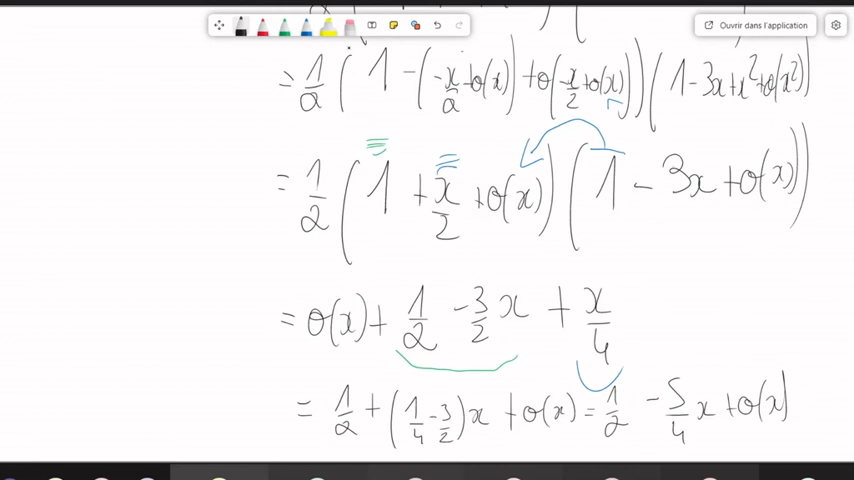 Ouvrir dans l'application
= 1/2 (1 - (-x/2 + o(x)) + o(-x/2 + o(x))) (1 - 3x + x² + o(x²))
= 1/2 (1 + x/2 + o(x)) (1 - 3x + o(x))
= o(x) + 1/2 - 3/2 x + x/4
= 1/2 + (1/4 - 3/2)x + o(x) = 1/2 - 5/4 x + o(x)